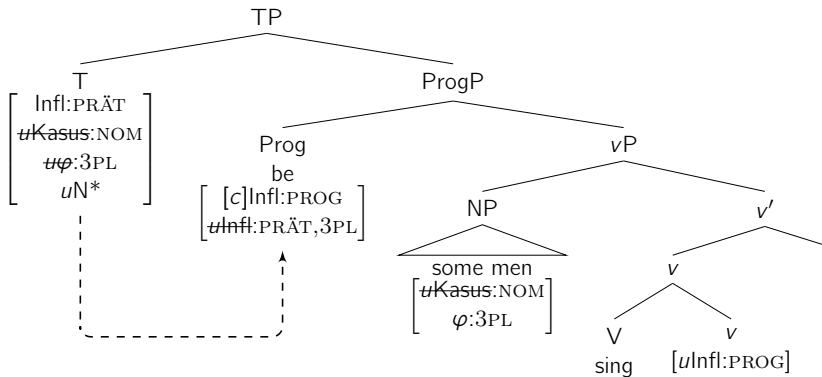 TP
T
ProgP
Infl:PRÄT
uKasus:NOM
uφ:3PL
uN*
Prog
be
[c]Infl:PROG
uInfl:PRÄT,3PL
vP
NP
v′
some men
uKasus:NOM
φ:3PL
v
V
v
sing
[uInfl:PROG]